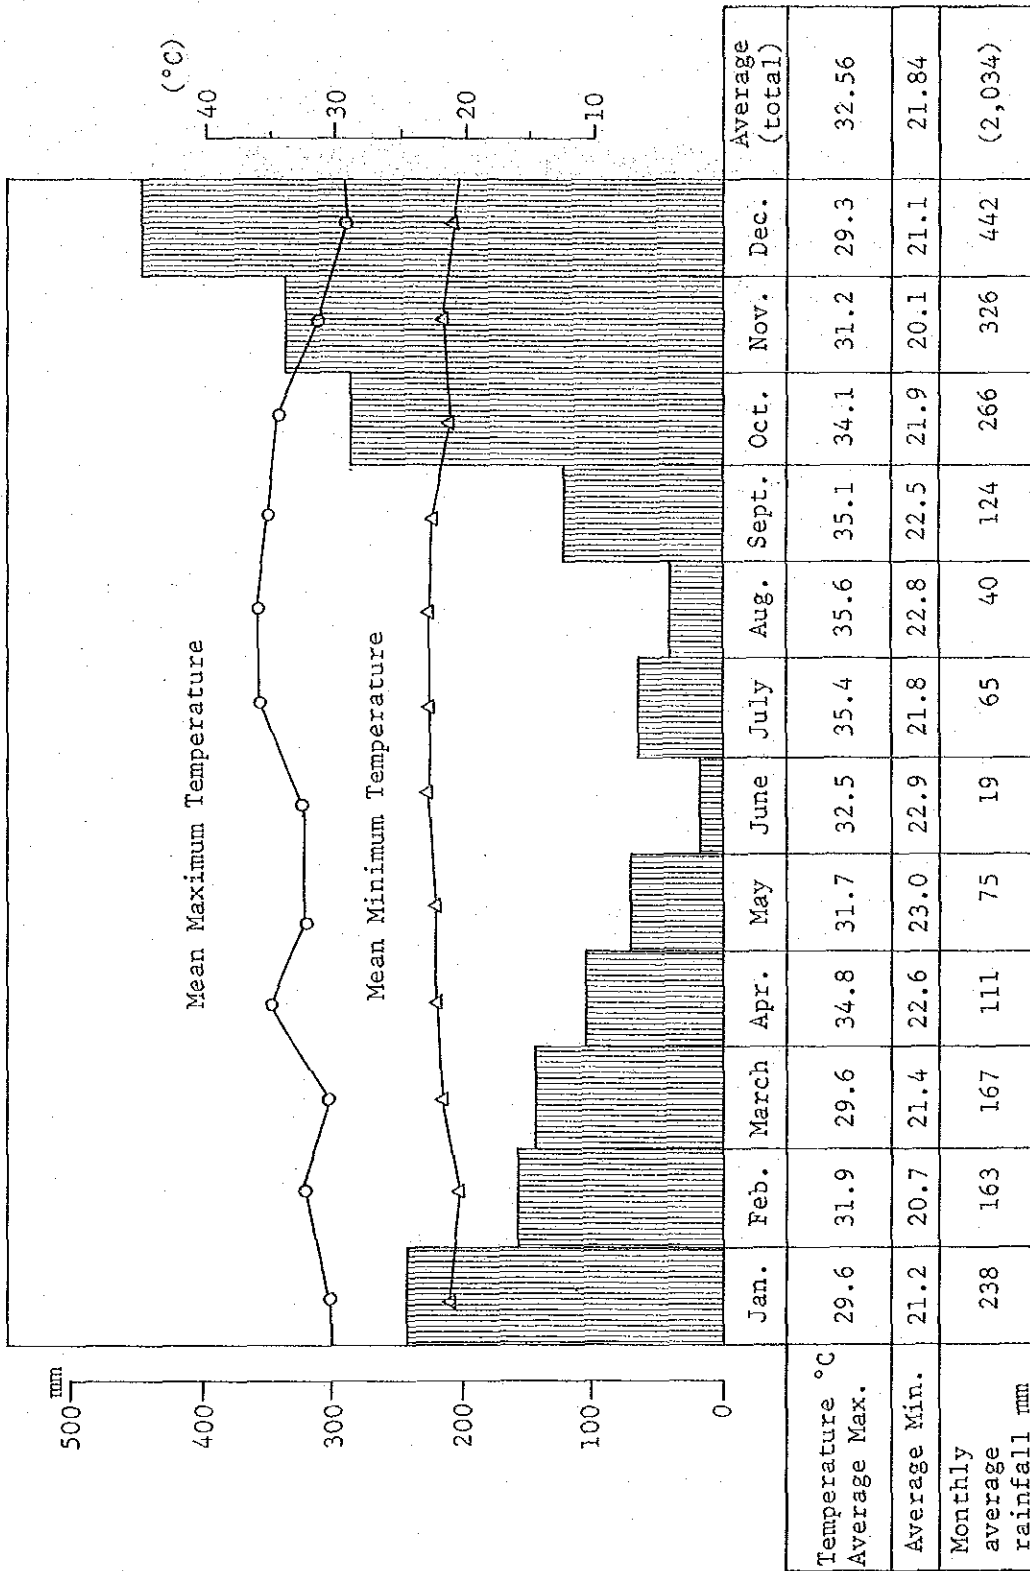 mm
500
400
300
200
100
0
(°C)
40
30
20
10
Mean Maximum Temperature
Mean Minimum Temperature
Jan. Feb. March Apr. May June July Aug. Sept. Oct. Nov. Dec. Average (total)
Temperature °C
Average Max. 29.6 31.9 29.6 34.8 31.7 32.5 35.4 35.6 35.1 34.1 31.2 29.3 32.56
Average Min. 21.2 20.7 21.4 22.6 23.0 22.9 21.8 22.8 22.5 21.9 20.1 21.1 21.84
Monthly
average
rainfall mm 238 163 167 111 75 19 65 40 124 266 326 442 (2,034)